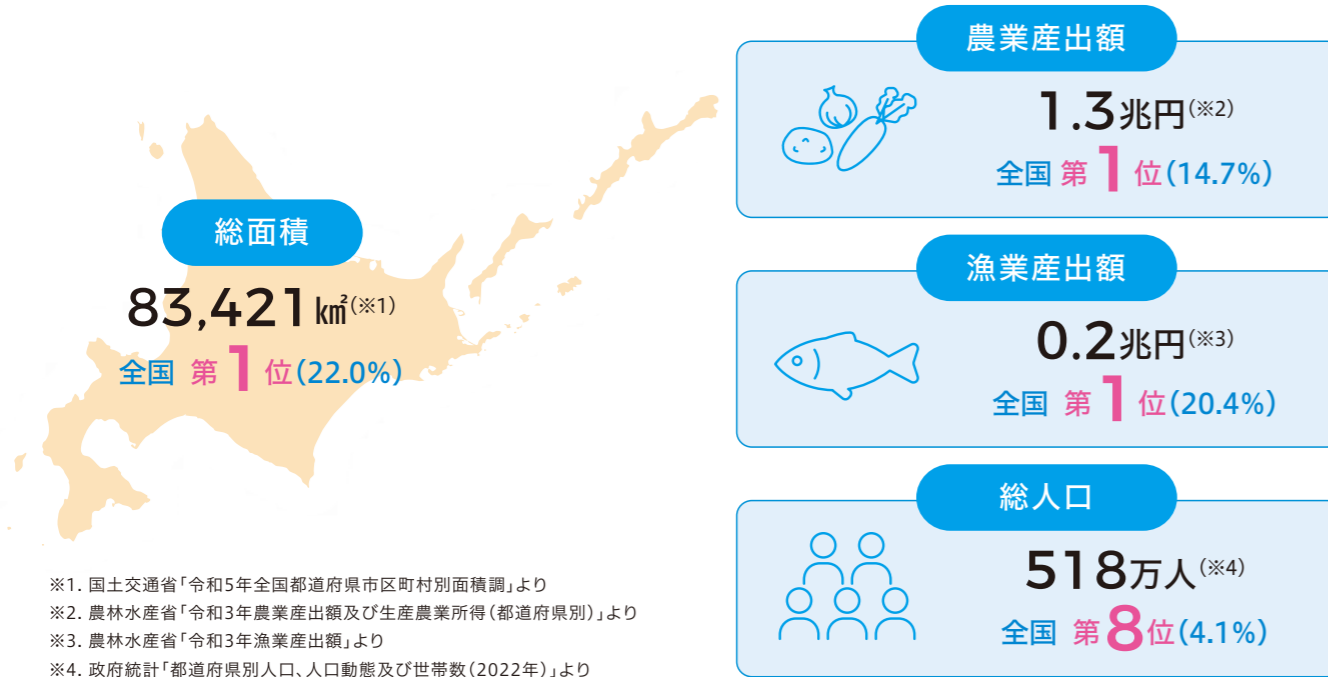 総面積
83,421㎢(※1)
全国 第1位(22.0%)
農業産出額
1.3兆円(※2)
全国 第1位(14.7%)
漁業産出額
0.2兆円(※3)
全国 第1位(20.4%)
総人口
518万人(※4)
全国 第8位(4.1%)
※1. 国土交通省「令和5年全国都道府県市区町村別面積調」より
※2. 農林水産省「令和3年農業産出額及び生産農業所得(都道府県別)」より
※3. 農林水産省「令和3年漁業産出額」より
※4. 政府統計「都道府県別人口、人口動態及び世帯数(2022年)」より